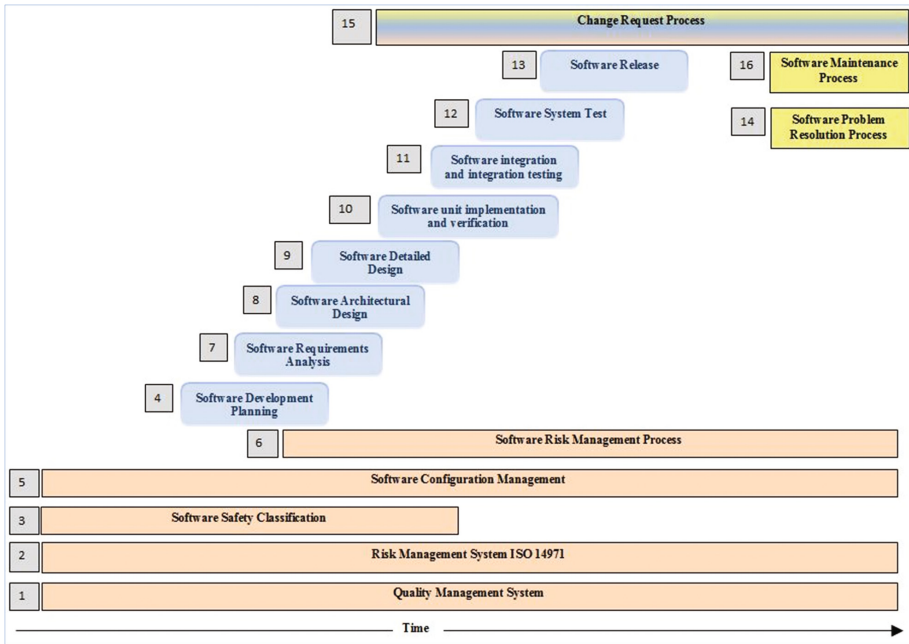 15
Change Request Process
13
Software Release
16
Software Maintenance
Process
12
Software System Test
14
Software Problem
Resolution Process
11
Software integration
and integration testing
10
Software unit implementation
and verification
9
Software Detailed
Design
8
Software Architectural
Design
7
Software Requirements
Analysis
4
Software Development
Planning
6
Software Risk Management Process
5
Software Configuration Management
3
Software Safety Classification
2
Risk Management System ISO 14971
1
Quality Management System
Time